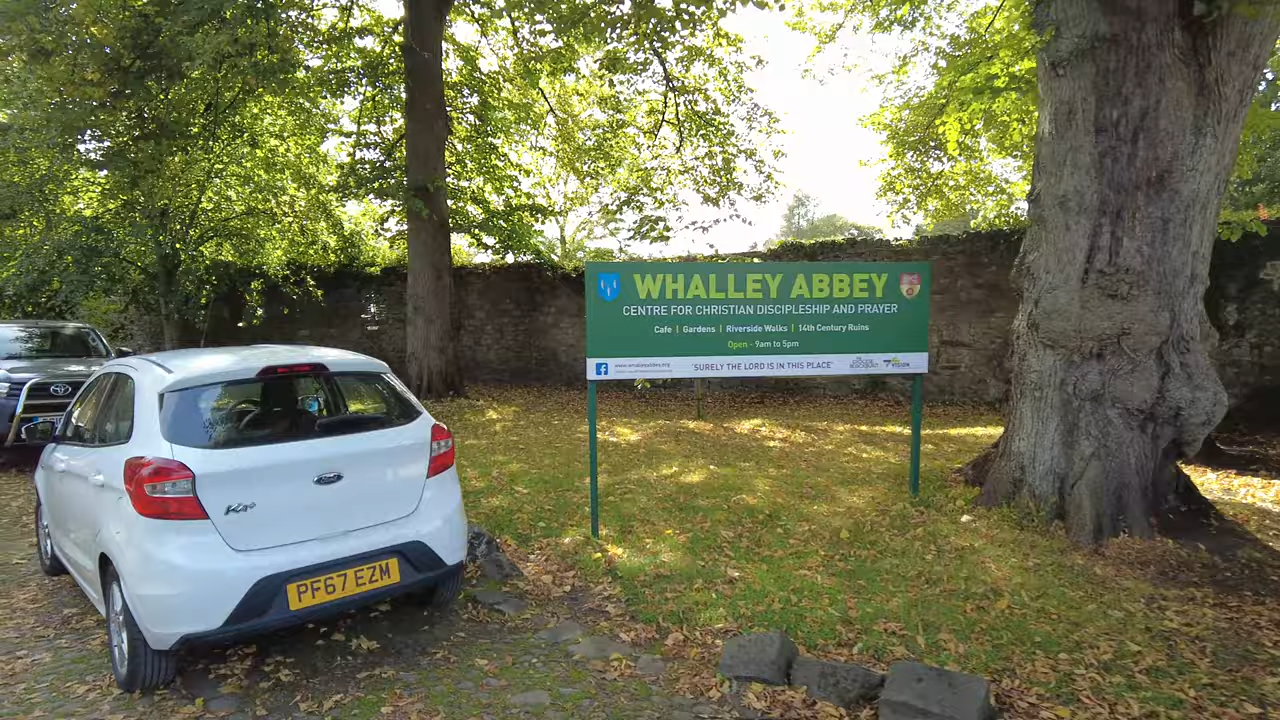 WHALLEY ABBEY
CENTRE FOR CHRISTIAN DISCIPLESHIP AND PRAYER
Cafe | Gardens | Riverside Walks | 14th Century Ruins
Open - 9am to 5pm
"SURELY THE LORD IS IN THIS PLACE"
Ford
KA+
PF67 EZM